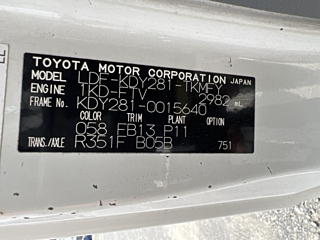 TOYOTA MOTOR CORPORATION JAPAN
MODEL LDF-KDY281-TKMFY
ENGINE 1KD-FTV 2982 mL
FRAME No. KDY281-0015640
COLOR TRIM PLANT OPTION
058 FB13 P11
TRANS./AXLE R351F B05B 751